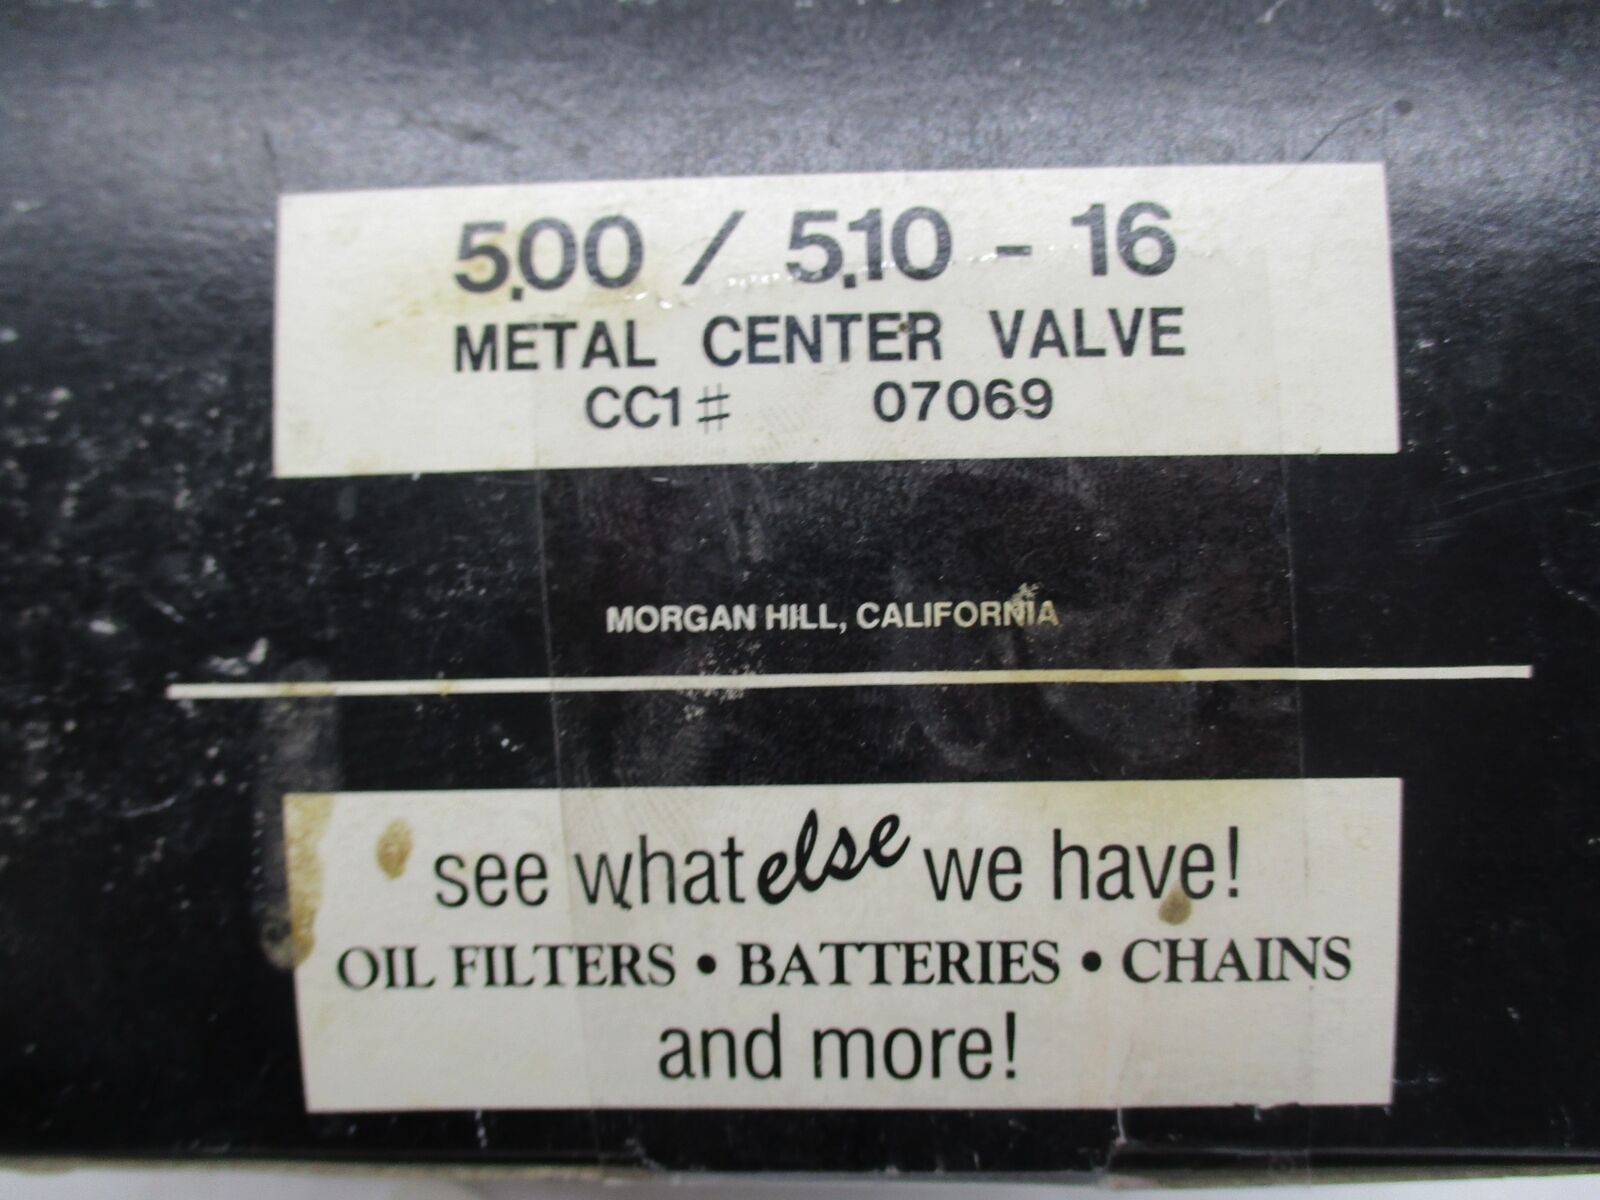 5.00 / 5.10 - 16
METAL CENTER VALVE
CC1# 07069
MORGAN HILL, CALIFORNIA
see what else we have!
OIL FILTERS • BATTERIES • CHAINS
and more!